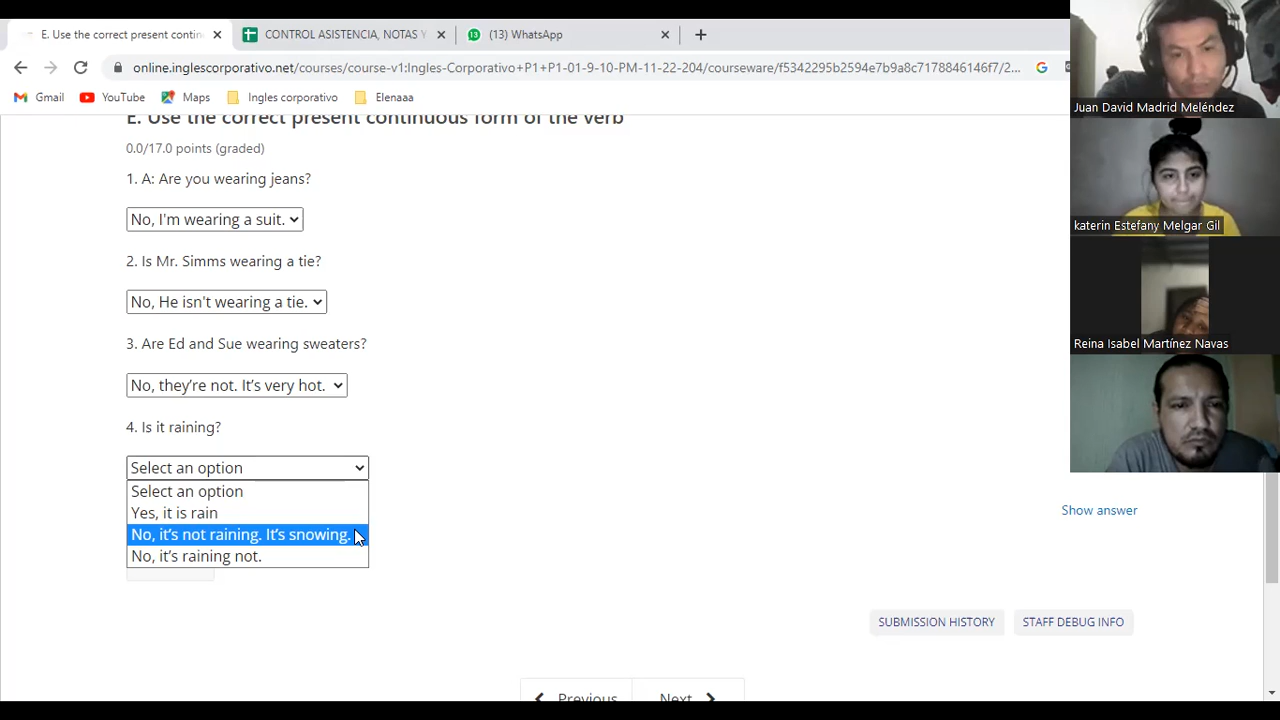 E. Use the correct present contin
CONTROL ASISTENCIA, NOTAS Y
(13) WhatsApp
online.inglescorporativo.net/courses/course-v1:Ingles-Corporativo+P1+P1-01-9-10-PM-11-22-204/courseware/f5342295b2594e7b9a8c7178846146f7/2...
Gmail YouTube Maps Ingles corporativo Elenaaa
E. Use the correct present continuous form of the verb
0.0/17.0 points (graded)
1. A: Are you wearing jeans?
No, I'm wearing a suit.
2. Is Mr. Simms wearing a tie?
No, He isn't wearing a tie.
3. Are Ed and Sue wearing sweaters?
No, they're not. It's very hot.
4. Is it raining?
Select an option
Select an option
Yes, it is rain
No, it's not raining. It's snowing.
No, it's raining not.
Show answer
SUBMISSION HISTORY STAFF DEBUG INFO
Previous Next
Juan David Madrid Meléndez
katerin Estefany Melgar Gil
Reina Isabel Martínez Navas